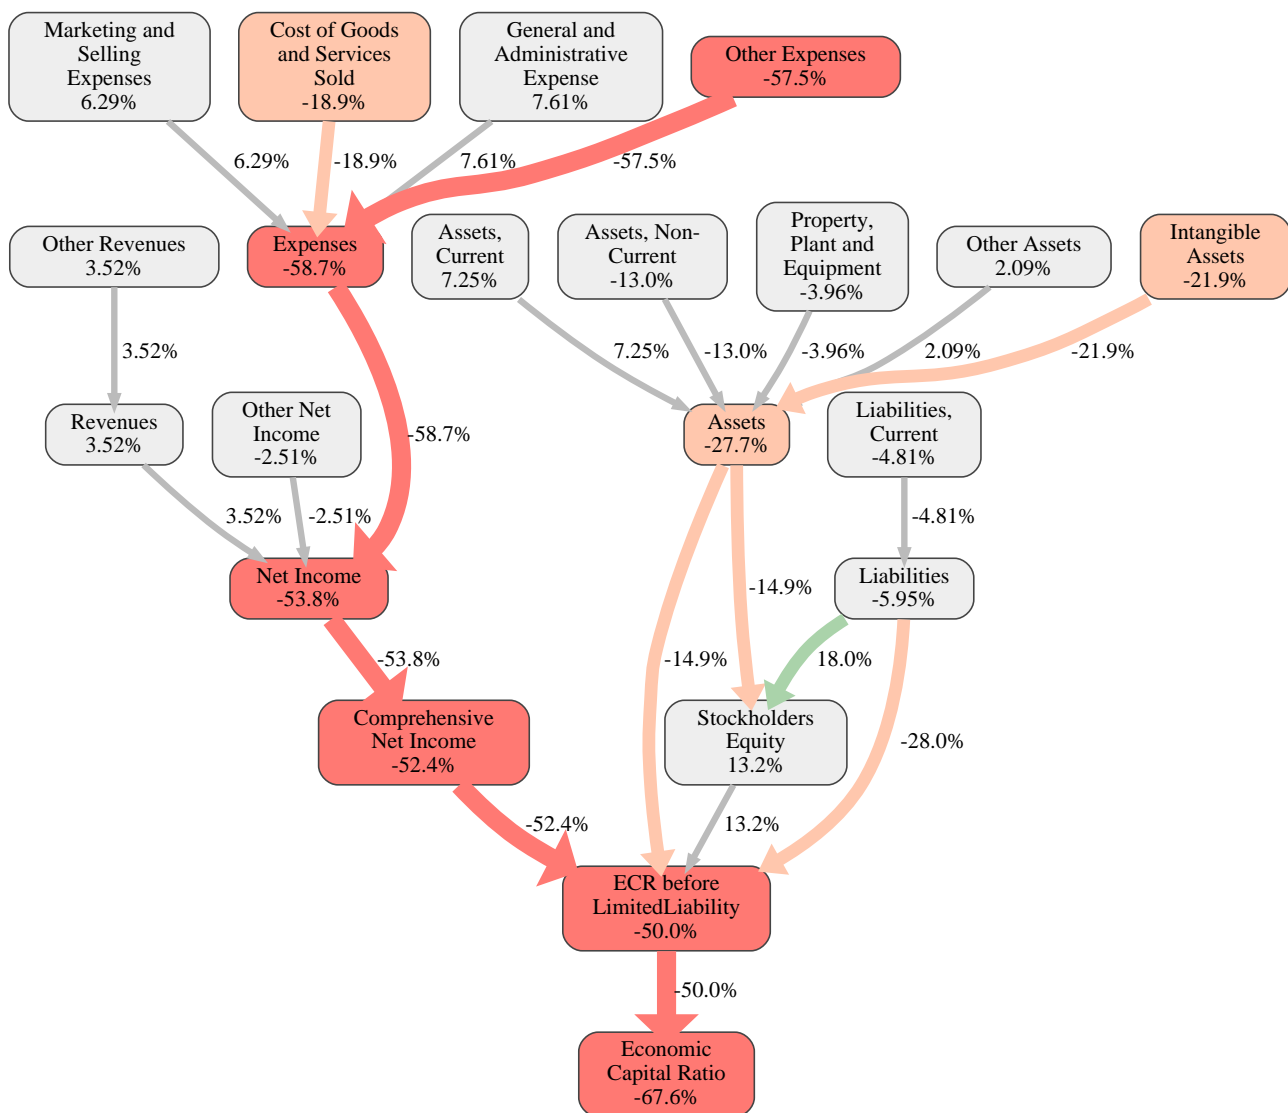 Marketing and
Selling
Expenses
6.29%
Cost of Goods
and Services
Sold
-18.9%
General and
Administrative
Expense
7.61%
Other Expenses
-57.5%
6.29%
-18.9%
7.61%
-57.5%
Other Revenues
3.52%
Expenses
-58.7%
Assets,
Current
7.25%
Assets, Non-
Current
-13.0%
Property,
Plant and
Equipment
-3.96%
Other Assets
2.09%
Intangible
Assets
-21.9%
3.52%
7.25%
-13.0%
-3.96%
2.09%
-21.9%
Revenues
3.52%
Other Net
Income
-2.51%
-58.7%
Assets
-27.7%
Liabilities,
Current
-4.81%
3.52%
-2.51%
-4.81%
Net Income
-53.8%
-14.9%
Liabilities
-5.95%
-53.8%
-14.9%
18.0%
Comprehensive
Net Income
-52.4%
Stockholders
Equity
13.2%
-28.0%
-52.4%
13.2%
ECR before
LimitedLiability
-50.0%
-50.0%
Economic
Capital Ratio
-67.6%